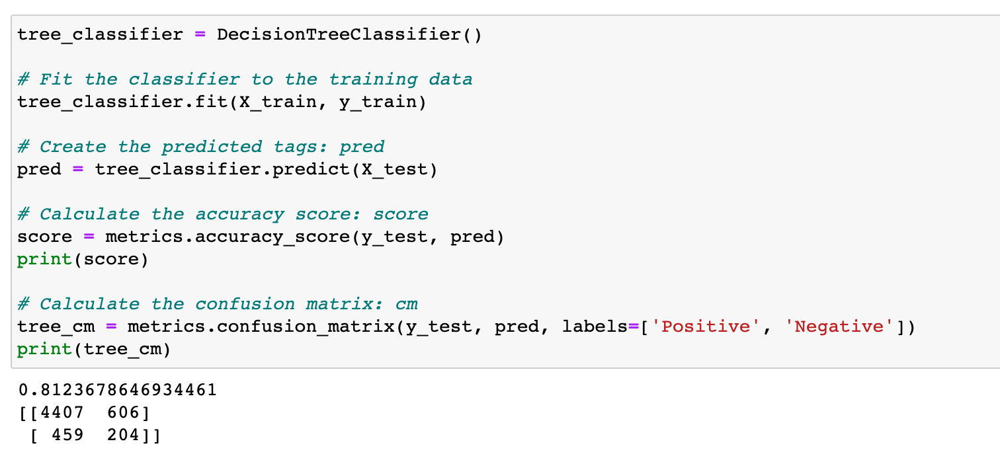 tree_classifier = DecisionTreeClassifier()
# Fit the classifier to the training data
tree_classifier.fit(X_train, y_train)
# Create the predicted tags: pred
pred = tree_classifier.predict(X_test)
# Calculate the accuracy score: score
score = metrics.accuracy_score(y_test, pred)
print(score)
# Calculate the confusion matrix: cm
tree_cm = metrics.confusion_matrix(y_test, pred, labels=['Positive', 'Negative'])
print(tree_cm)
0.8123678646934461
[[4407  606]
 [ 459  204]]